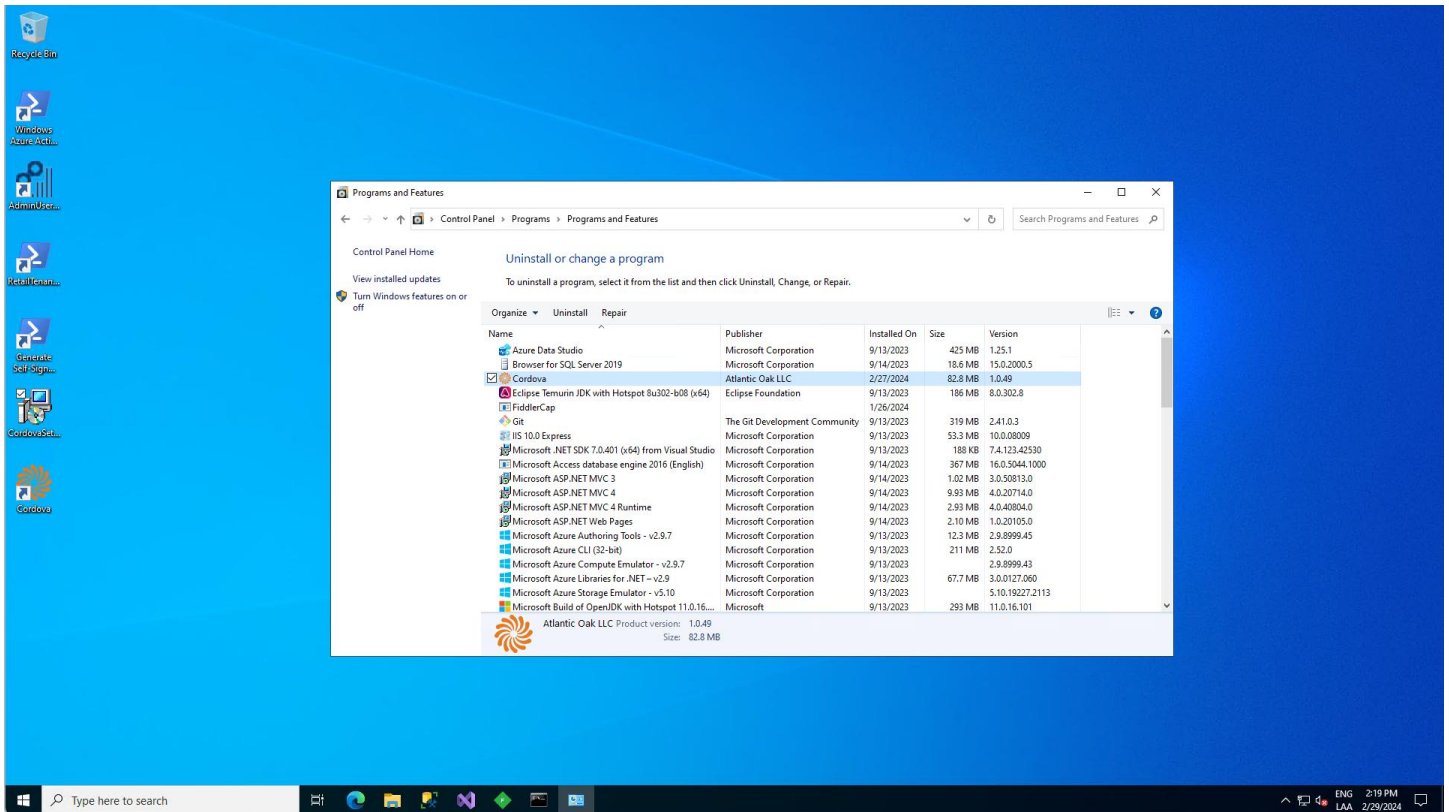 Recycle Bin
Windows
Azure Acti...
AdminUser...
RetailTenan...
Generate
Self-Sign...
CordovaSet...
Cordova
Programs and Features
Control Panel › Programs › Programs and Features
Search Programs and Features
Control Panel Home
View installed updates
Turn Windows features on or
off
Uninstall or change a program
To uninstall a program, select it from the list and then click Uninstall, Change, or Repair.
Organize Uninstall Repair
Name Publisher Installed On Size Version
Azure Data Studio Microsoft Corporation 9/13/2023 425 MB 1.25.1
Browser for SQL Server 2019 Microsoft Corporation 9/14/2023 18.6 MB 15.0.2000.5
Cordova Atlantic Oak LLC 2/27/2024 82.8 MB 1.0.49
Eclipse Temurin JDK with Hotspot 8u302-b08 (x64) Eclipse Foundation 9/13/2023 186 MB 8.0.302.8
FiddlerCap 1/26/2024
Git The Git Development Community 9/13/2023 319 MB 2.41.0.3
IIS 10.0 Express Microsoft Corporation 9/13/2023 53.3 MB 10.0.08009
Microsoft .NET SDK 7.0.401 (x64) from Visual Studio Microsoft Corporation 9/13/2023 188 KB 7.4.123.42530
Microsoft Access database engine 2016 (English) Microsoft Corporation 9/14/2023 367 MB 16.0.5044.1000
Microsoft ASP.NET MVC 3 Microsoft Corporation 9/14/2023 1.02 MB 3.0.50813.0
Microsoft ASP.NET MVC 4 Microsoft Corporation 9/14/2023 9.93 MB 4.0.20714.0
Microsoft ASP.NET MVC 4 Runtime Microsoft Corporation 9/14/2023 2.93 MB 4.0.40804.0
Microsoft ASP.NET Web Pages Microsoft Corporation 9/14/2023 2.10 MB 1.0.20105.0
Microsoft Azure Authoring Tools - v2.9.7 Microsoft Corporation 9/13/2023 12.3 MB 2.9.8999.45
Microsoft Azure CLI (32-bit) Microsoft Corporation 9/13/2023 211 MB 2.52.0
Microsoft Azure Compute Emulator - v2.9.7 Microsoft Corporation 9/13/2023 2.9.8999.43
Microsoft Azure Libraries for .NET – v2.9 Microsoft Corporation 9/13/2023 67.7 MB 3.0.0127.060
Microsoft Azure Storage Emulator - v5.10 Microsoft Corporation 9/13/2023 5.10.19227.2113
Microsoft Build of OpenJDK with Hotspot 11.0.16.... Microsoft 9/13/2023 293 MB 11.0.16.101
Atlantic Oak LLC Product version: 1.0.49
Size: 82.8 MB
Type here to search
ENG 2:19 PM
LAA 2/29/2024